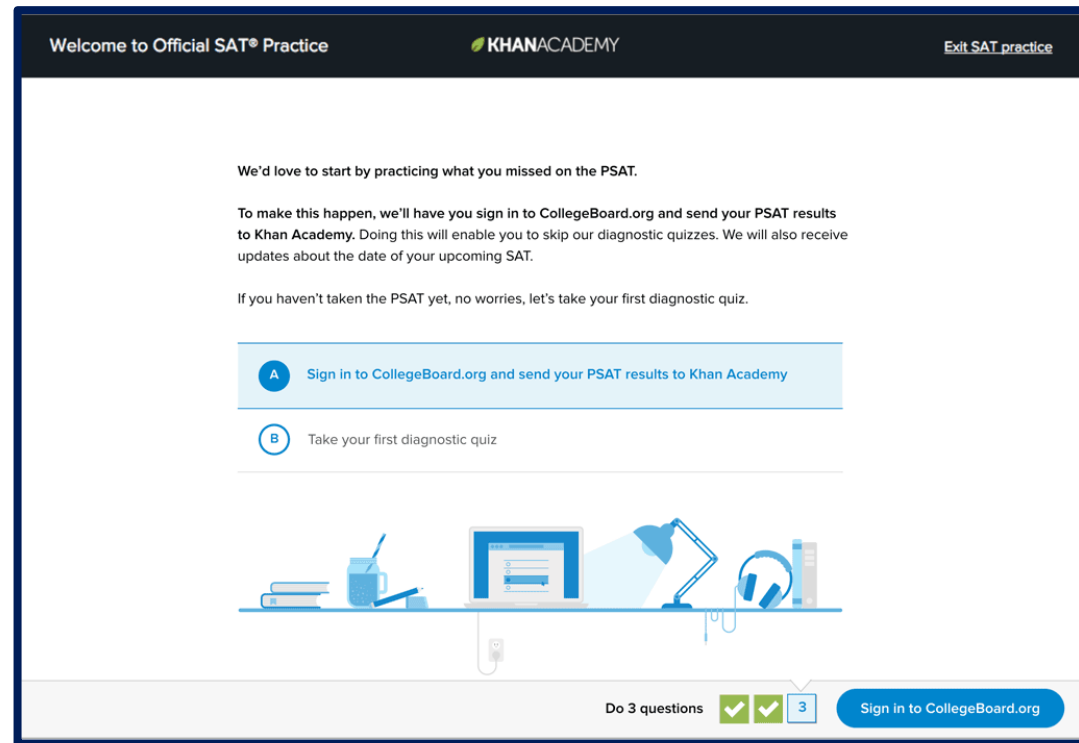 Welcome to Official SAT® Practice
KHANACADEMY
Exit SAT practice
We'd love to start by practicing what you missed on the PSAT.
To make this happen, we'll have you sign in to CollegeBoard.org and send your PSAT results
to Khan Academy. Doing this will enable you to skip our diagnostic quizzes. We will also receive
updates about the date of your upcoming SAT.
If you haven't taken the PSAT yet, no worries, let's take your first diagnostic quiz.
A Sign in to CollegeBoard.org and send your PSAT results to Khan Academy
B Take your first diagnostic quiz
Do 3 questions 3 Sign in to CollegeBoard.org